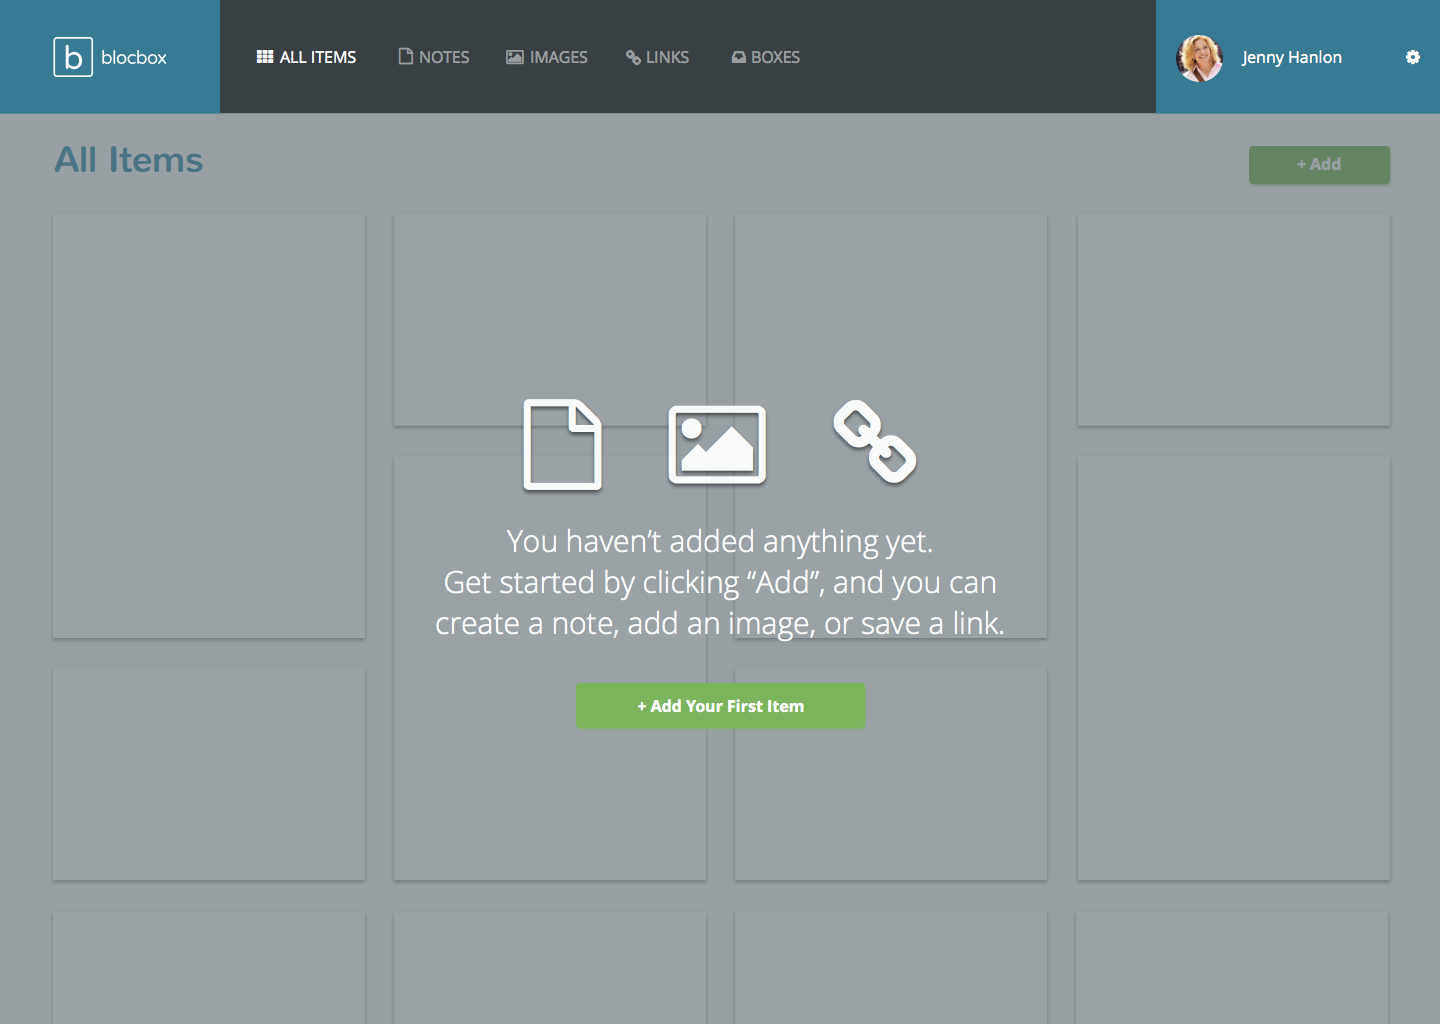 b blocbox
ALL ITEMS
NOTES
IMAGES
LINKS
BOXES
Jenny Hanlon
All Items
+ Add
You haven’t added anything yet.
Get started by clicking “Add”, and you can
create a note, add an image, or save a link.
+ Add Your First Item